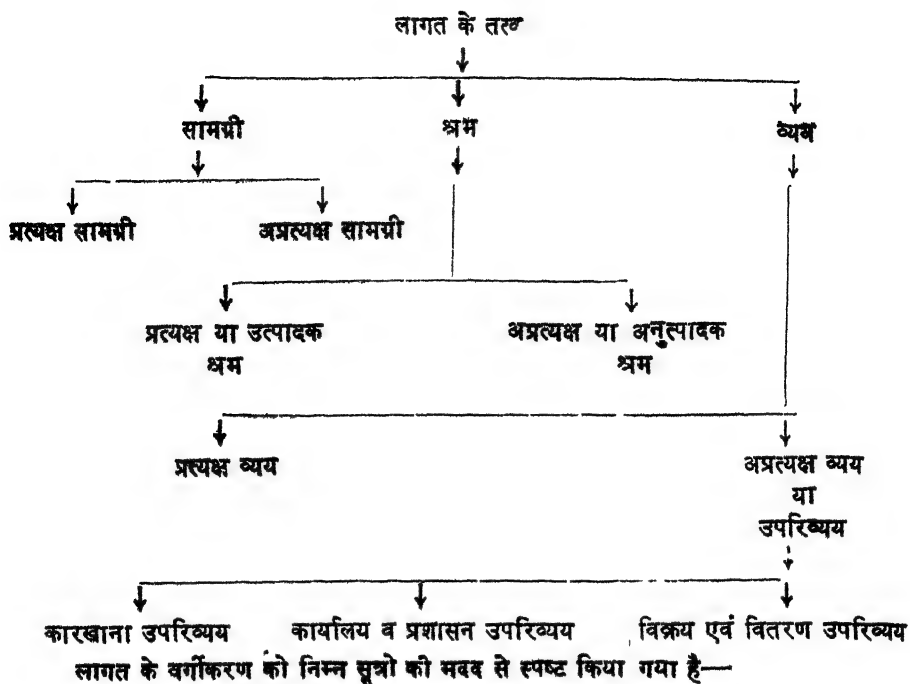 लागत के तत्व
सामग्री श्रम व्यय
प्रत्यक्ष सामग्री अप्रत्यक्ष सामग्री
प्रत्यक्ष या उत्पादक अप्रत्यक्ष या अनुत्पादक
श्रम श्रम
प्रत्यक्ष व्यय अप्रत्यक्ष व्यय
या
उपरिव्यय
कारखाना उपरिव्यय कार्यालय व प्रशासन उपरिव्यय विक्रय एवं वितरण उपरिव्यय
लागत के वर्गीकरण को निम्न सूत्रो की मदद से स्पष्ट किया गया है—